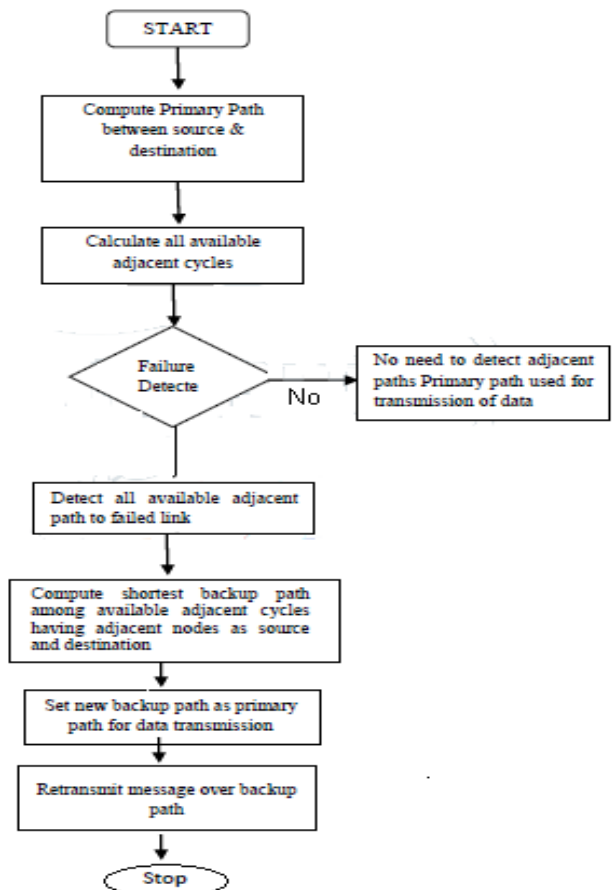 START
Compute Primary Path
between source &
destination
Calculate all available
adjacent cycles
Failure
Detecte
No
No need to detect adjacent
paths Primary path used for
transmission of data
Detect all available adjacent
path to failed link
Compute shortest backup path
among available adjacent cycles
having adjacent nodes as source
and destination
Set new backup path as primary
path for data transmission
Retransmit message over backup
path
Stop